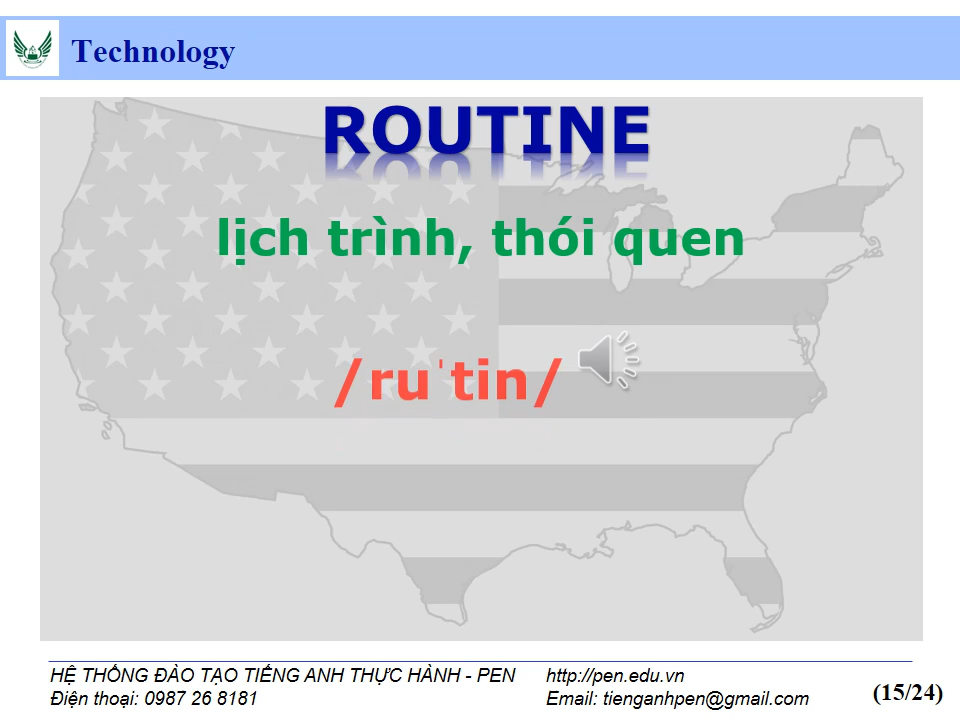 Technology
ROUTINE
lịch trình, thói quen
/ruˈtin/
HỆ THỐNG ĐÀO TẠO TIẾNG ANH THỰC HÀNH - PEN http://pen.edu.vn
Điện thoại: 0987 26 8181 Email: tienganhpen@gmail.com
(15/24)